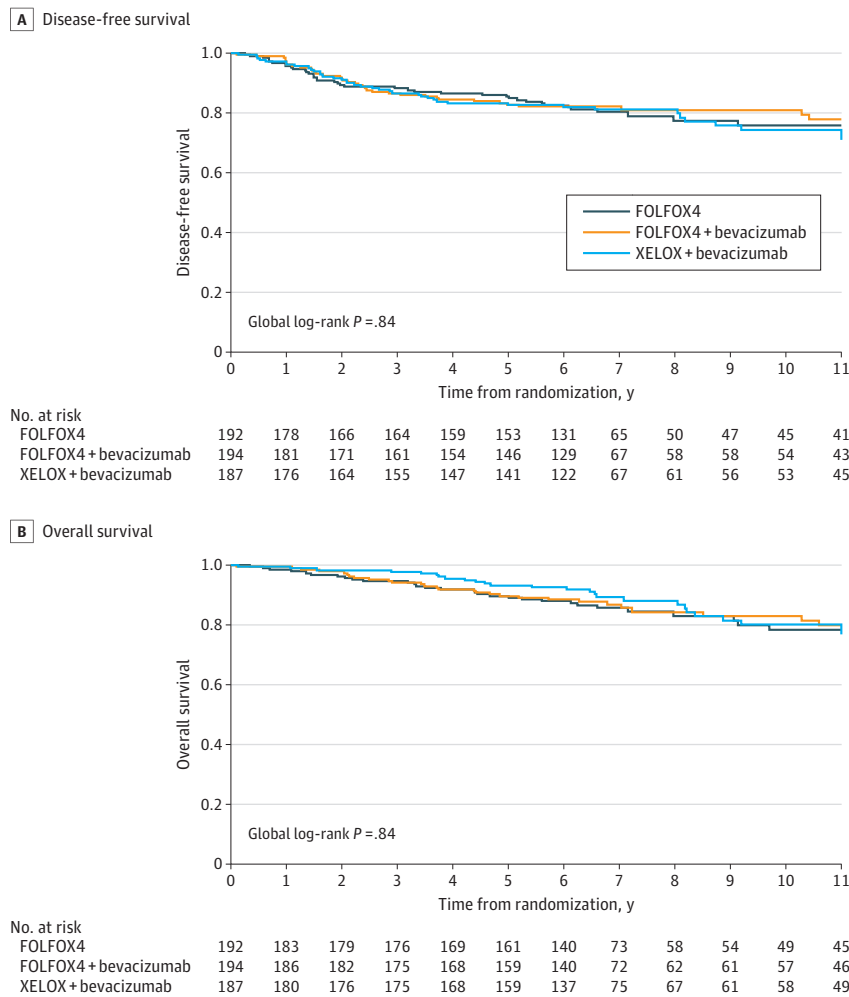 A Disease-free survival
1.0
0.8
0.6
0.4
0.2
0
Disease-free survival
FOLFOX4
FOLFOX4 + bevacizumab
XELOX + bevacizumab
Global log-rank P = .84
0 1 2 3 4 5 6 7 8 9 10 11
Time from randomization, y
No. at risk
FOLFOX4 192 178 166 164 159 153 131 65 50 47 45 41
FOLFOX4 + bevacizumab 194 181 171 161 154 146 129 67 58 58 54 43
XELOX + bevacizumab 187 176 164 155 147 141 122 67 61 56 53 45
B Overall survival
1.0
0.8
0.6
0.4
0.2
0
Overall survival
Global log-rank P = .84
0 1 2 3 4 5 6 7 8 9 10 11
Time from randomization, y
No. at risk
FOLFOX4 192 183 179 176 169 161 140 73 58 54 49 45
FOLFOX4 + bevacizumab 194 186 182 175 168 159 140 72 62 61 57 46
XELOX + bevacizumab 187 180 176 175 168 159 137 75 67 61 58 49